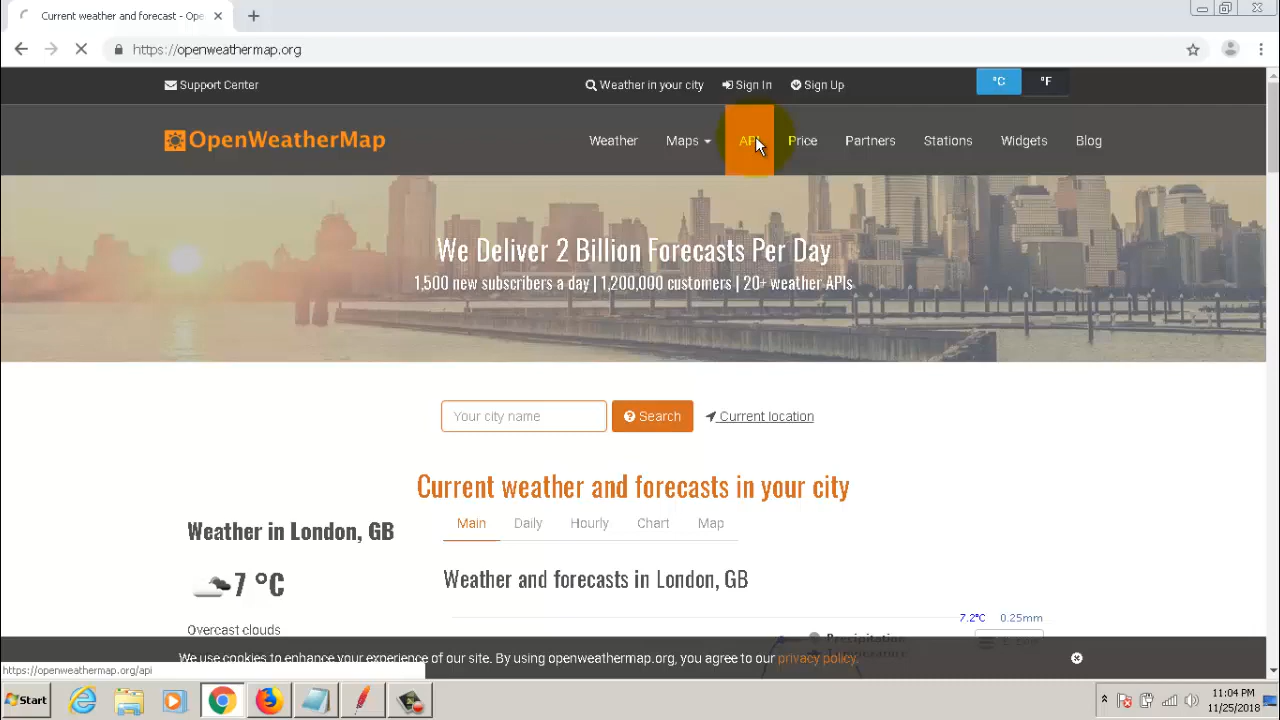 Current weather and forecast - Ope
https://openweathermap.org
Support Center
Weather in your city
Sign In
Sign Up
°C
°F
OpenWeatherMap
Weather
Maps
API
Price
Partners
Stations
Widgets
Blog
We Deliver 2 Billion Forecasts Per Day
1,500 new subscribers a day | 1,200,000 customers | 20+ weather APIs
Your city name
Search
Current location
Current weather and forecasts in your city
Main
Daily
Hourly
Chart
Map
Weather in London, GB
Weather and forecasts in London, GB
7 °C
Overcast clouds
7.2°C
0.25mm
Precipitation
We use cookies to enhance your experience of our site. By using openweathermap.org, you agree to our privacy policy.
https://openweathermap.org/api
Start
11:04 PM
11/25/2018